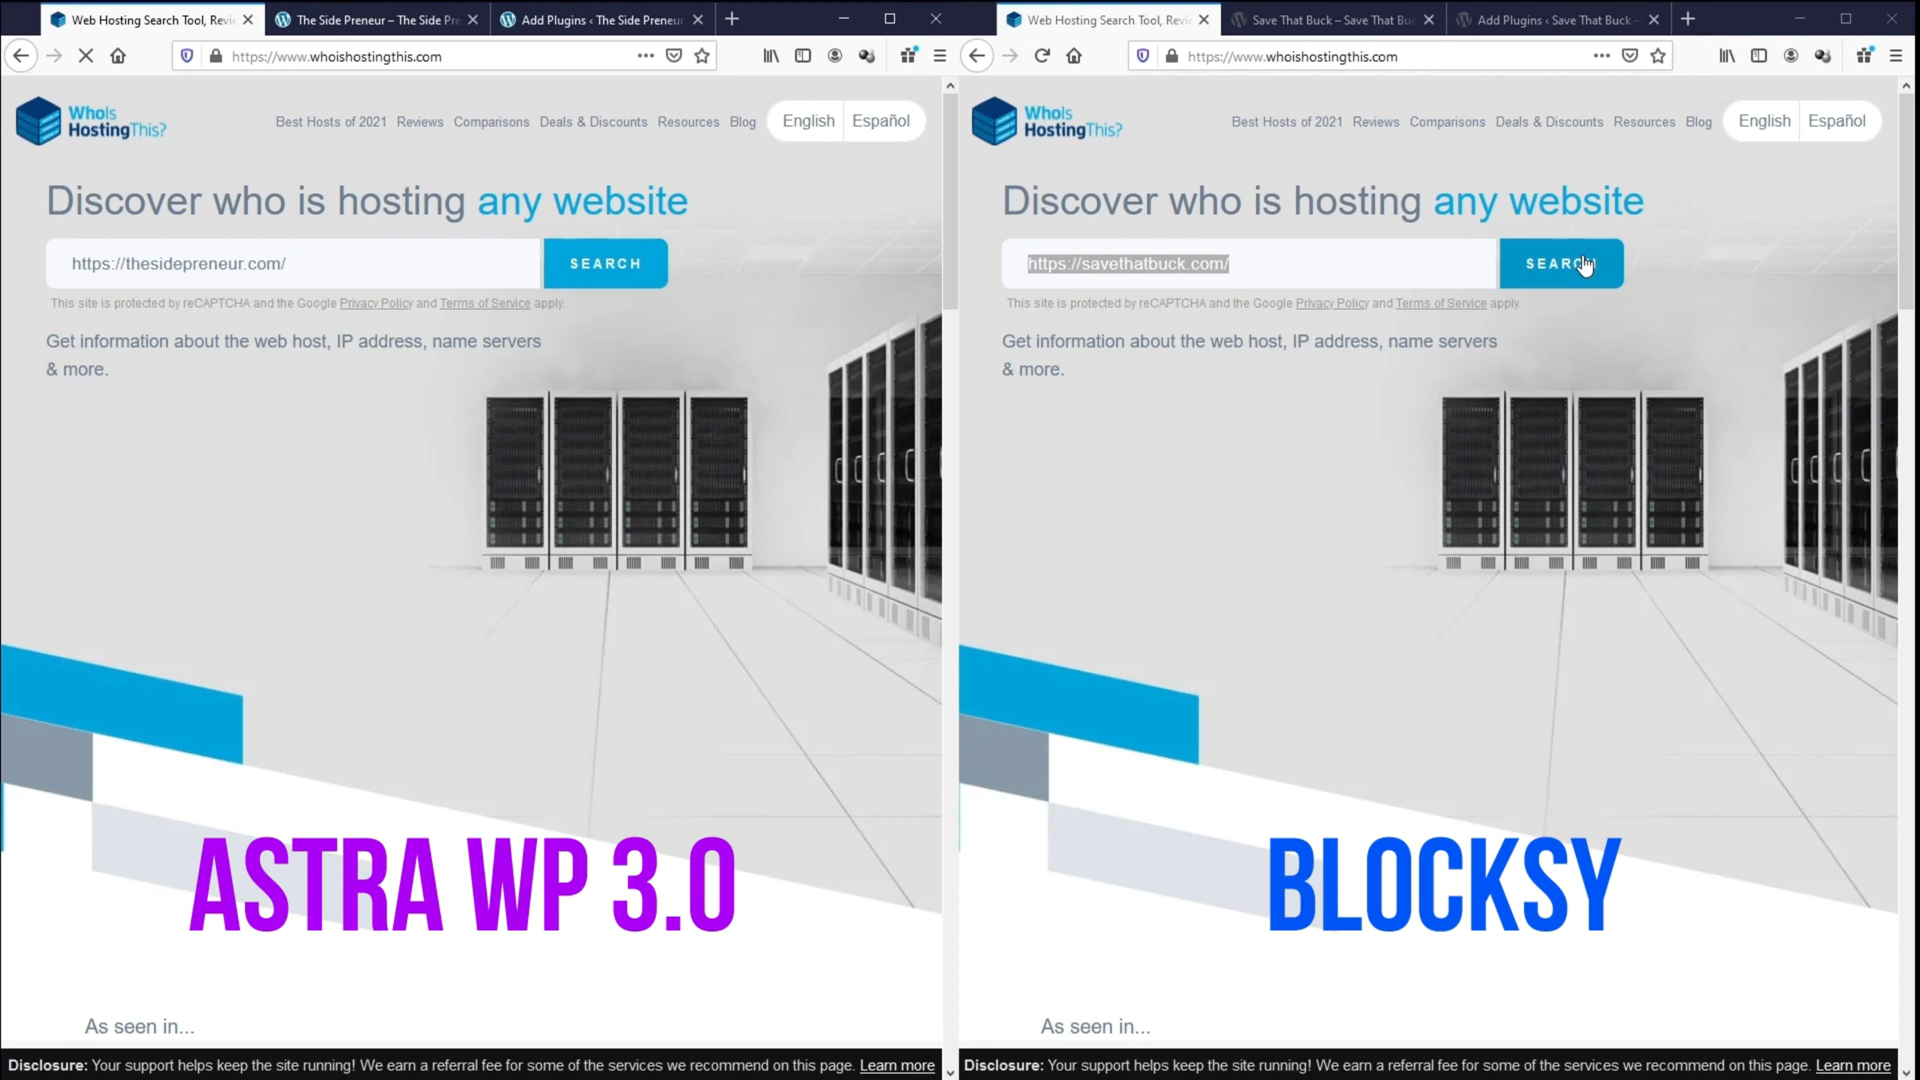 Web Hosting Search Tool, Revie
The Side Preneur – The Side Pre
Add Plugins ‹ The Side Preneur
https://www.whoishostingthis.com
WhoIs
HostingThis?
Best Hosts of 2021 Reviews Comparisons Deals & Discounts Resources Blog English Español
Discover who is hosting any website
https://thesidepreneur.com/ SEARCH
This site is protected by reCAPTCHA and the Google Privacy Policy and Terms of Service apply.
Get information about the web host, IP address, name servers
& more.
ASTRA WP 3.0
As seen in...
Disclosure: Your support helps keep the site running! We earn a referral fee for some of the services we recommend on this page. Learn more
Web Hosting Search Tool, Revie
Save That Buck – Save That Buc
Add Plugins ‹ Save That Buck —
https://www.whoishostingthis.com
WhoIs
HostingThis?
Best Hosts of 2021 Reviews Comparisons Deals & Discounts Resources Blog English Español
Discover who is hosting any website
https://savethatbuck.com/ SEARCH
This site is protected by reCAPTCHA and the Google Privacy Policy and Terms of Service apply.
Get information about the web host, IP address, name servers
& more.
BLOCKSY
As seen in...
Disclosure: Your support helps keep the site running! We earn a referral fee for some of the services we recommend on this page. Learn more